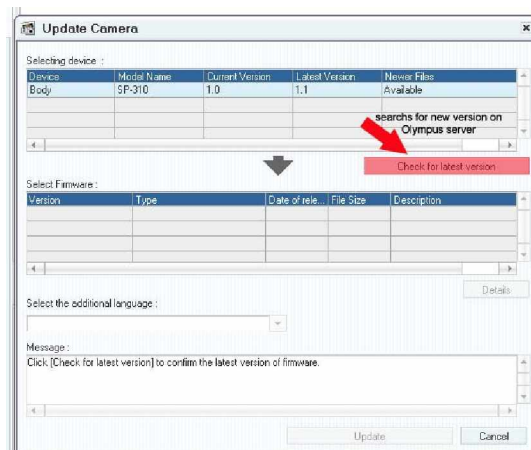 Update Camera
Selecting device :
Device Model Name Current Version Latest Version Newer Files
Body SP-310 1.0 1.1 Available
searchs for new version on
Olympus server
Check for latest version
Select Firmware :
Version Type Date of rele... File Size Description
Details
Select the additional language :
Message :
Click [Check for latest version] to confirm the latest version of firmware.
Update Cancel